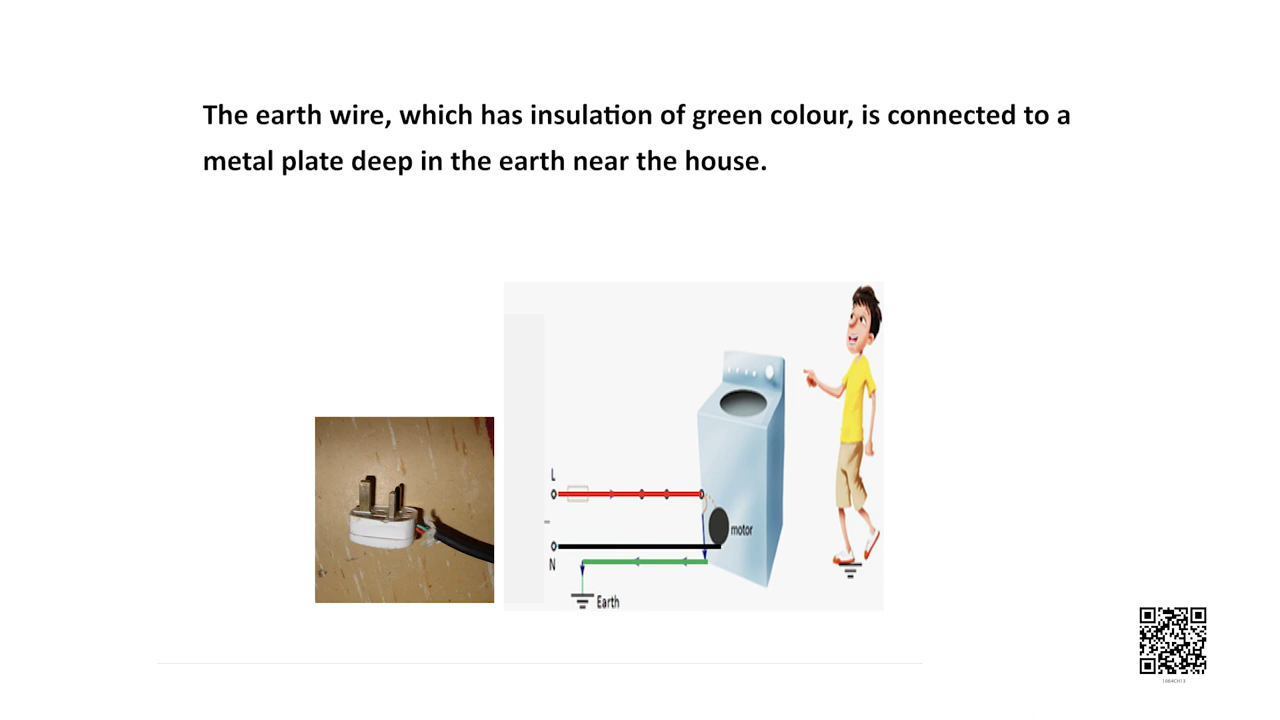 The earth wire, which has insulation of green colour, is connected to a
metal plate deep in the earth near the house.
L
motor
N
Earth
1064CH13